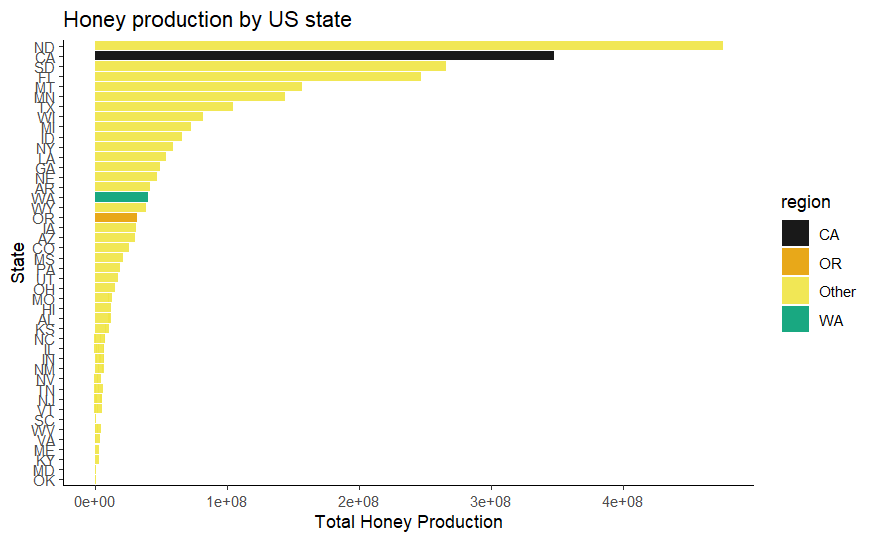 Honey production by US state
State
ND
CA
SD
FL
MT
MN
TX
WI
MI
ID
NY
LA
GA
NE
AR
WA
WY
OR
IA
AZ
CO
MS
PA
UT
OH
MO
HI
AL
KS
NC
IL
IN
NM
NV
TN
NJ
VT
SC
WV
VA
ME
KY
MD
OK
0e+00 1e+08 2e+08 3e+08 4e+08
Total Honey Production
region
CA
OR
Other
WA